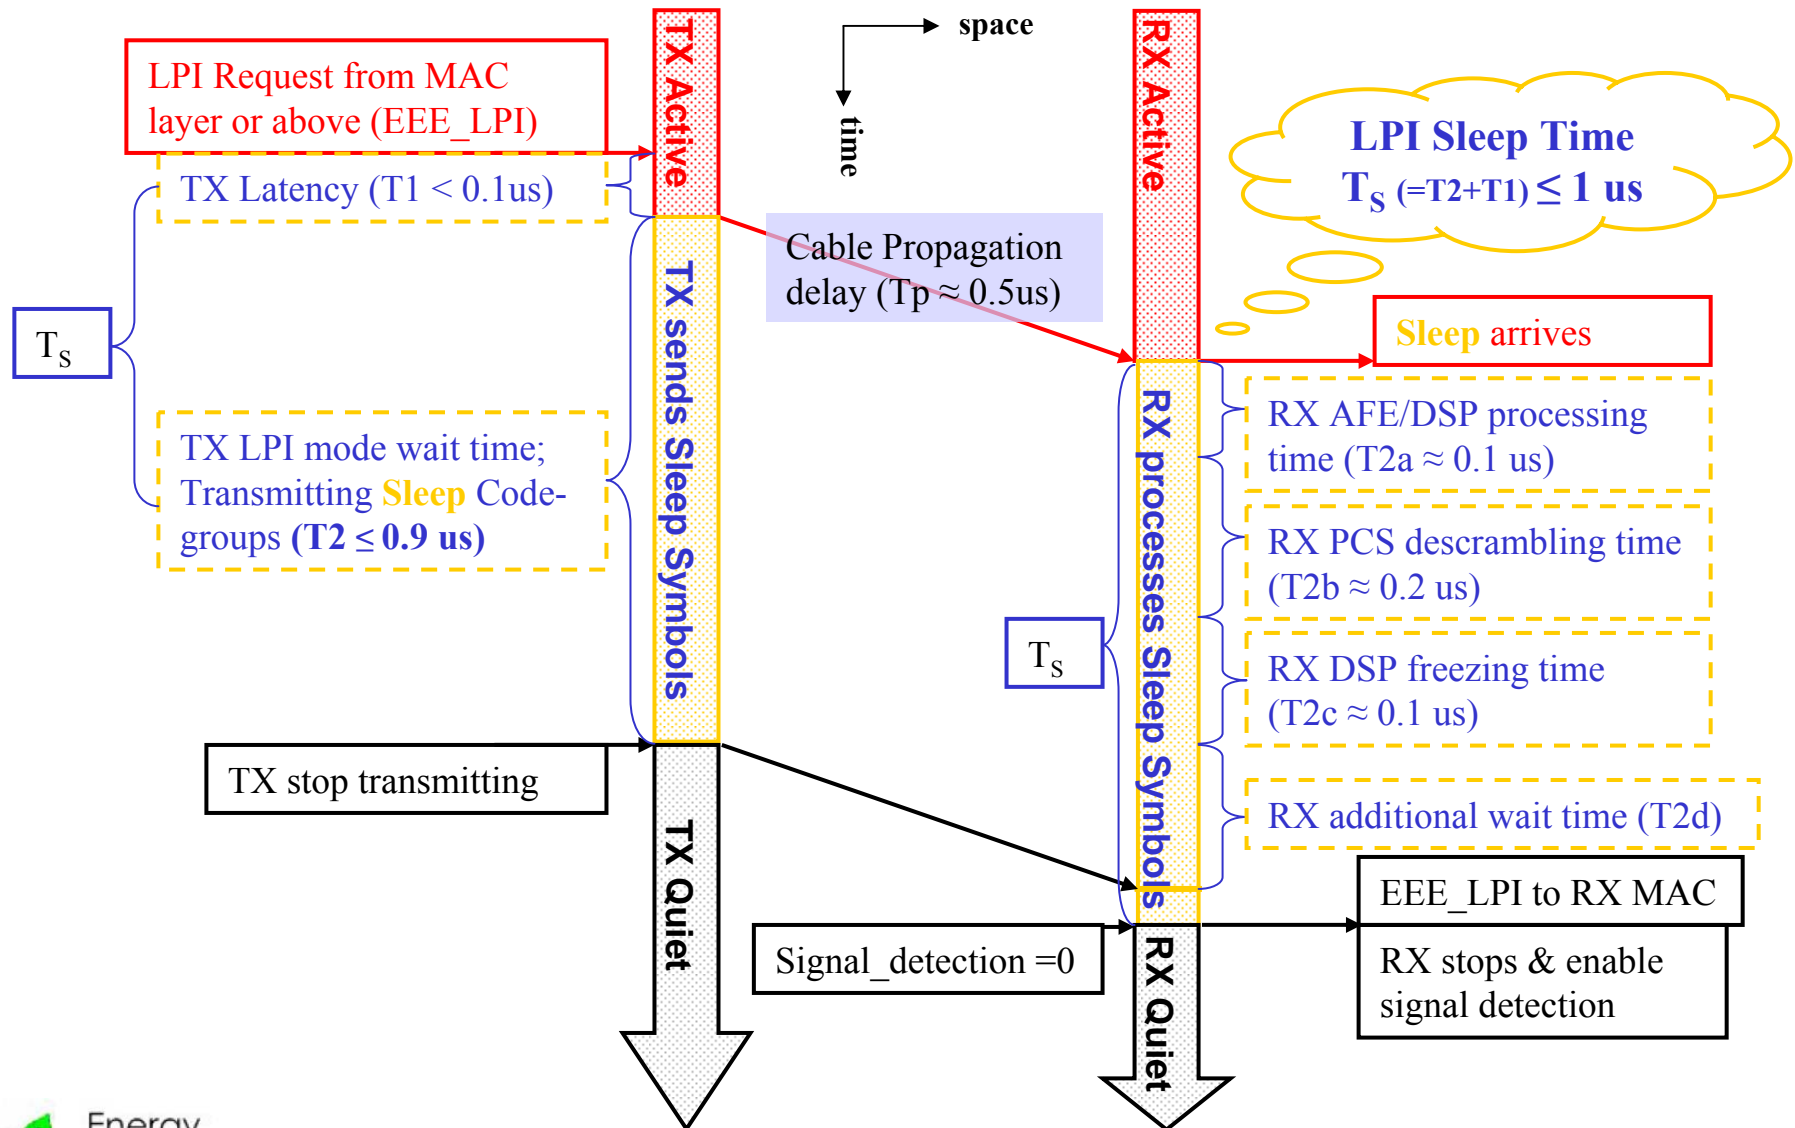 space
time
TX Active
RX Active
LPI Request from MAC
layer or above (EEE_LPI)
TX Latency (T1 < 0.1us)
LPI Sleep Time
TS (=T2+T1) ≤ 1 us
Cable Propagation
delay (Tp ≈ 0.5us)
TS
TX sends Sleep Symbols
TX LPI mode wait time;
Transmitting Sleep Code-
groups (T2 ≤ 0.9 us)
Sleep arrives
RX processes Sleep Symbols
RX AFE/DSP processing
time (T2a ≈ 0.1 us)
RX PCS descrambling time
(T2b ≈ 0.2 us)
TS
RX DSP freezing time
(T2c ≈ 0.1 us)
RX additional wait time (T2d)
TX stop transmitting
TX Quiet
Signal_detection =0
RX Quiet
EEE_LPI to RX MAC
RX stops & enable
signal detection
Energy